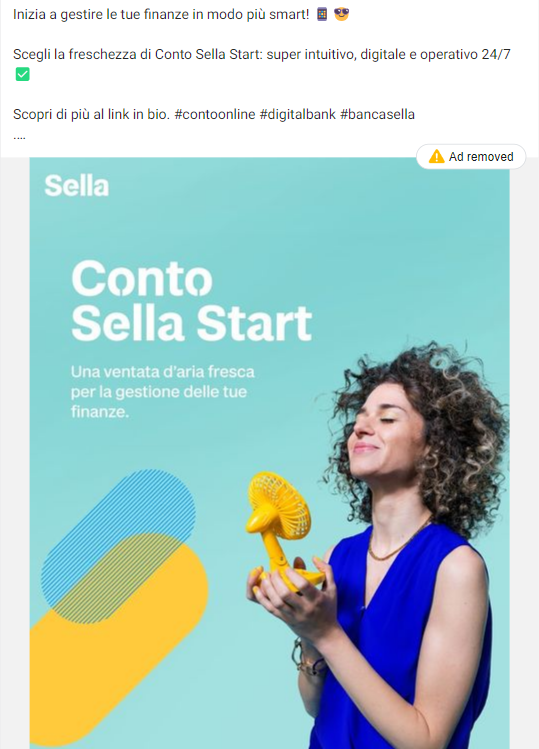 Inizia a gestire le tue finanze in modo più smart! 📱 😎
Scegli la freschezza di Conto Sella Start: super intuitivo, digitale e operativo 24/7
✅
Scopri di più al link in bio. #contoonline #digitalbank #bancasella
....
Ad removed
Sella
Conto
Sella Start
Una ventata d'aria fresca
per la gestione delle tue
finanze.